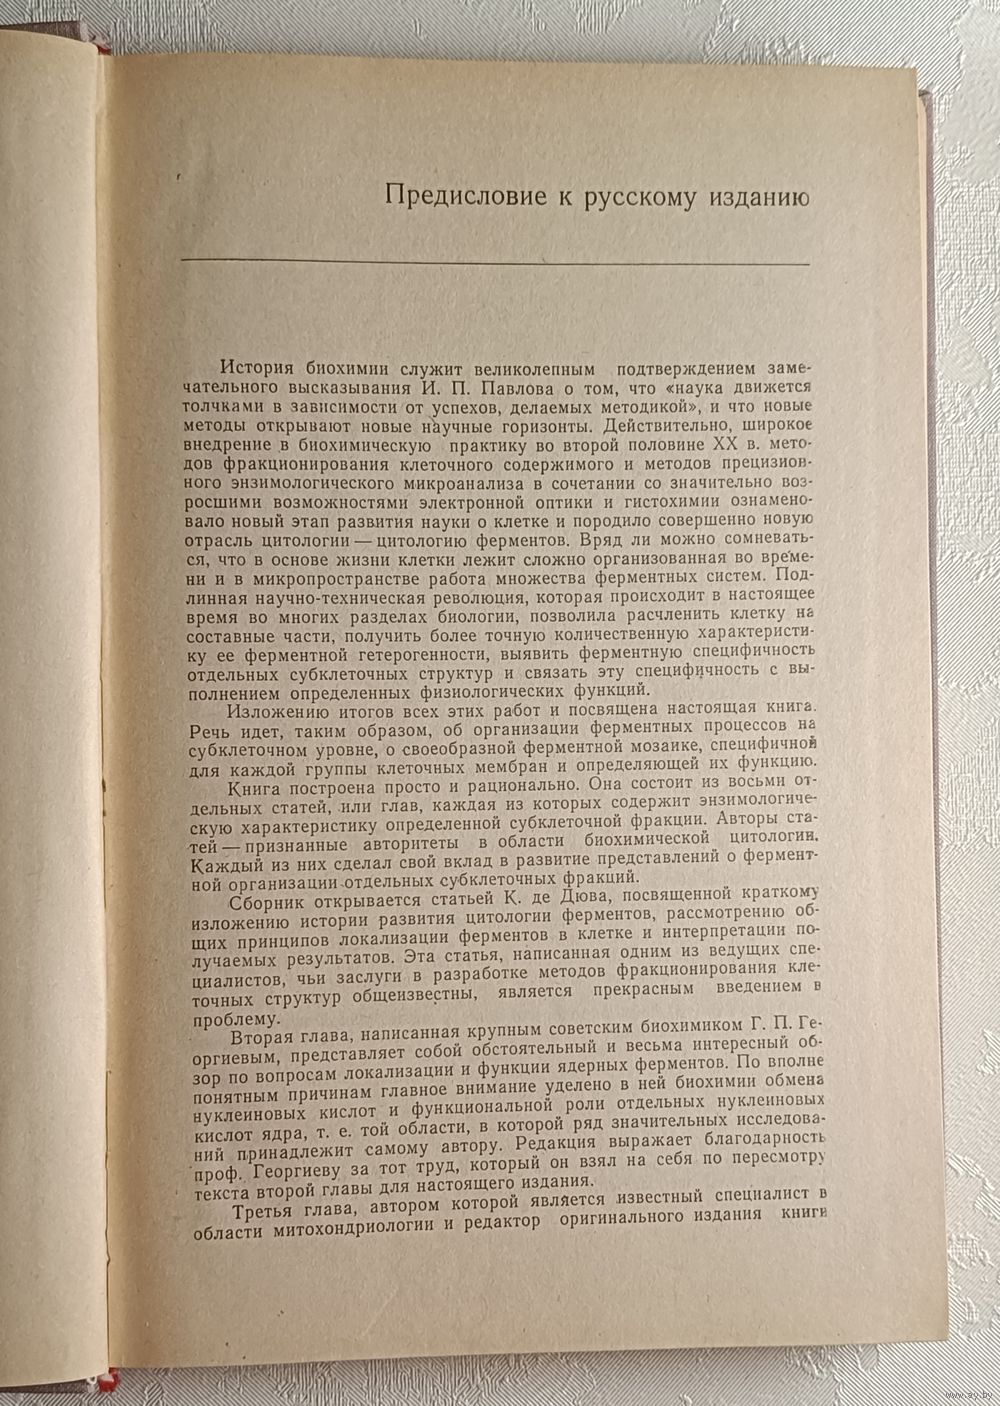 Предисловие к русскому изданию
История биохимии служит великолепным подтверждением заме-
чательного высказывания И. П. Павлова о том, что «наука движется
толчками в зависимости от успехов, делаемых методикой», и что новые
методы открывают новые научные горизонты. Действительно, широкое
внедрение в биохимическую практику во второй половине XX в. мето-
дов фракционирования клеточного содержимого и методов прецизион-
ного энзимологического микроанализа в сочетании со значительно воз-
росшими возможностями электронной оптики и гистохимии ознамено-
вало новый этап развития науки о клетке и породило совершенно новую
отрасль цитологии — цитологию ферментов. Вряд ли можно сомневать-
ся, что в основе жизни клетки лежит сложно организованная во време-
ни и в микропространстве работа множества ферментных систем. Под-
линная научно-техническая революция, которая происходит в настоящее
время во многих разделах биологии, позволила расчленить клетку на
составные части, получить более точную количественную характеристи-
ку ее ферментной гетерогенности, выявить ферментную специфичность
отдельных субклеточных структур и связать эту специфичность с вы-
полнением определенных физиологических функций.
Изложению итогов всех этих работ и посвящена настоящая книга.
Речь идет, таким образом, об организации ферментных процессов на
субклеточном уровне, о своеобразной ферментной мозаике, специфичной
для каждой группы клеточных мембран и определяющей их функцию.
Книга построена просто и рационально. Она состоит из восьми от-
дельных статей, или глав, каждая из которых содержит энзимологиче-
скую характеристику определенной субклеточной фракции. Авторы ста-
тей — признанные авторитеты в области биохимической цитологии.
Каждый из них сделал свой вклад в развитие представлений о фермент-
ной организации отдельных субклеточных фракций.
Сборник открывается статьей К. де Дюва, посвященной краткому
изложению истории развития цитологии ферментов, рассмотрению об-
щих принципов локализации ферментов в клетке и интерпретации по-
лучаемых результатов. Эта статья, написанная одним из ведущих спе-
циалистов, чьи заслуги в разработке методов фракционирования кле-
точных структур общеизвестны, является прекрасным введением в
проблему.
Вторая глава, написанная крупным советским биохимиком Г. П. Ге-
оргиевым, представляет собой обстоятельный и весьма интересный об-
зор по вопросам локализации и функции ядерных ферментов. По вполне
понятным причинам главное внимание уделено в ней биохимии обмена
нуклеиновых кислот и функциональной роли отдельных нуклеиновых
кислот ядра, т. е. той области, в которой ряд значительных исследова-
ний принадлежит самому автору. Редакция выражает благодарность
проф. Георгиеву за тот труд, который он взял на себя по пересмотру
текста второй главы для настоящего издания.
Третья глава, автором которой является известный специалист в
области митохондриологии и редактор оригинального издания книги
www.ay.by